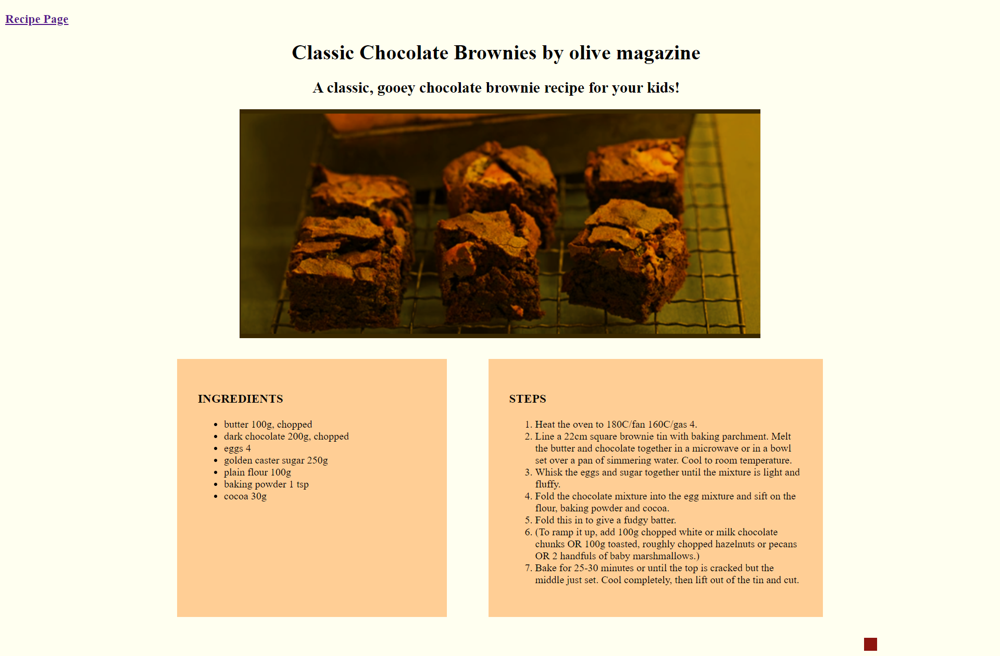 Recipe Page
Classic Chocolate Brownies by olive magazine
A classic, gooey chocolate brownie recipe for your kids!
INGREDIENTS
• butter 100g, chopped
• dark chocolate 200g, chopped
• eggs 4
• golden caster sugar 250g
• plain flour 100g
• baking powder 1 tsp
• cocoa 30g
STEPS
1. Heat the oven to 180C/fan 160C/gas 4.
2. Line a 22cm square brownie tin with baking parchment. Melt
the butter and chocolate together in a microwave or in a bowl
set over a pan of simmering water. Cool to room temperature.
3. Whisk the eggs and sugar together until the mixture is light and
fluffy.
4. Fold the chocolate mixture into the egg mixture and sift on the
flour, baking powder and cocoa.
5. Fold this in to give a fudgy batter.
6. (To ramp it up, add 100g chopped white or milk chocolate
chunks OR 100g toasted, roughly chopped hazelnuts or pecans
OR 2 handfuls of baby marshmallows.)
7. Bake for 25-30 minutes or until the top is cracked but the
middle just set. Cool completely, then lift out of the tin and cut.